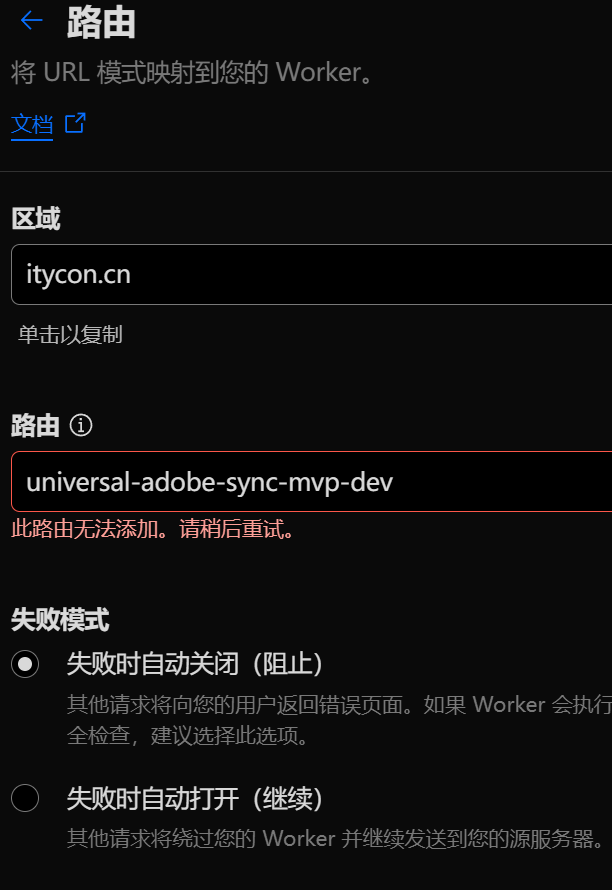 路由
将 URL 模式映射到您的 Worker。
文档
区域
itycon.cn
单击以复制
路由
universal-adobe-sync-mvp-dev
此路由无法添加。请稍后重试。
失败模式
失败时自动关闭（阻止）
其他请求将向您的用户返回错误页面。如果 Worker 会执行
全检查，建议选择此选项。
失败时自动打开（继续）
其他请求将绕过您的 Worker 并继续发送到您的源服务器。